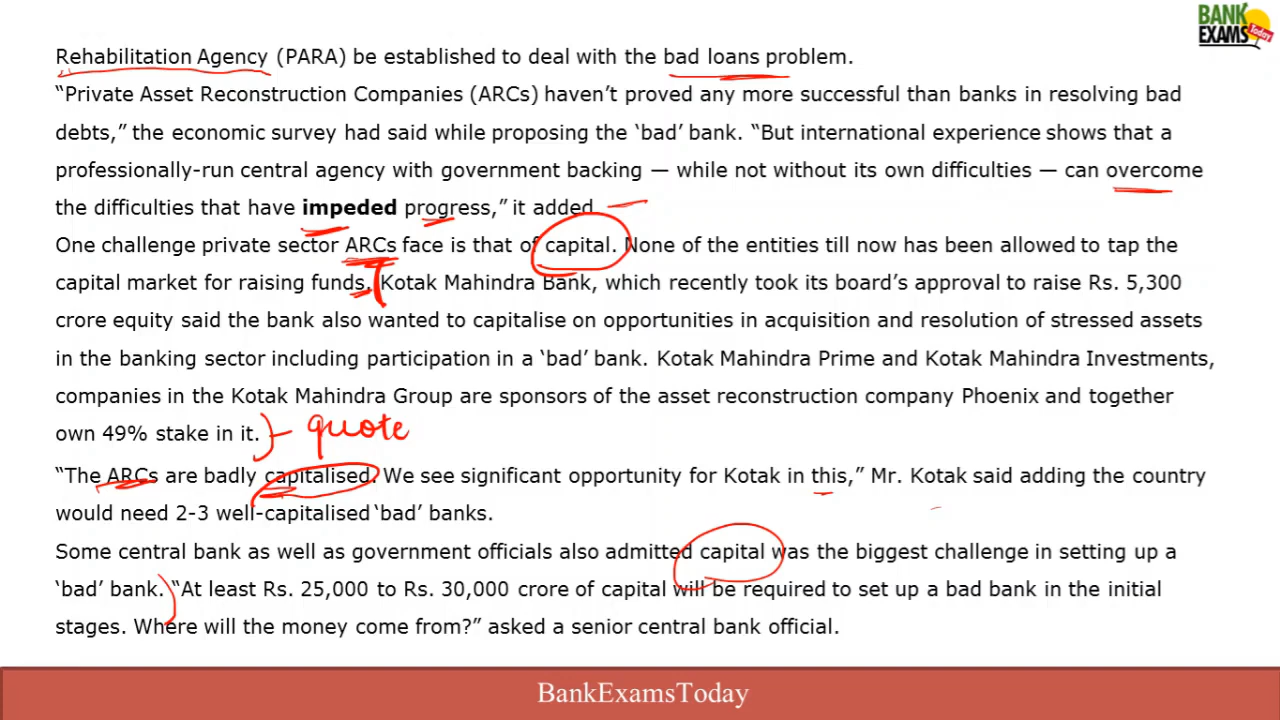 BANK
EXAMS
Today
Rehabilitation Agency (PARA) be established to deal with the bad loans problem.
“Private Asset Reconstruction Companies (ARCs) haven’t proved any more successful than banks in resolving bad
debts,” the economic survey had said while proposing the ‘bad’ bank. “But international experience shows that a
professionally-run central agency with government backing — while not without its own difficulties — can overcome
the difficulties that have impeded progress,” it added.
One challenge private sector ARCs face is that of capital. None of the entities till now has been allowed to tap the
capital market for raising funds. Kotak Mahindra Bank, which recently took its board’s approval to raise Rs. 5,300
crore equity said the bank also wanted to capitalise on opportunities in acquisition and resolution of stressed assets
in the banking sector including participation in a ‘bad’ bank. Kotak Mahindra Prime and Kotak Mahindra Investments,
companies in the Kotak Mahindra Group are sponsors of the asset reconstruction company Phoenix and together
own 49% stake in it. quote
“The ARCs are badly capitalised. We see significant opportunity for Kotak in this,” Mr. Kotak said adding the country
would need 2-3 well-capitalised ‘bad’ banks.
Some central bank as well as government officials also admitted capital was the biggest challenge in setting up a
‘bad’ bank. “At least Rs. 25,000 to Rs. 30,000 crore of capital will be required to set up a bad bank in the initial
stages. Where will the money come from?” asked a senior central bank official.
BankExamsToday